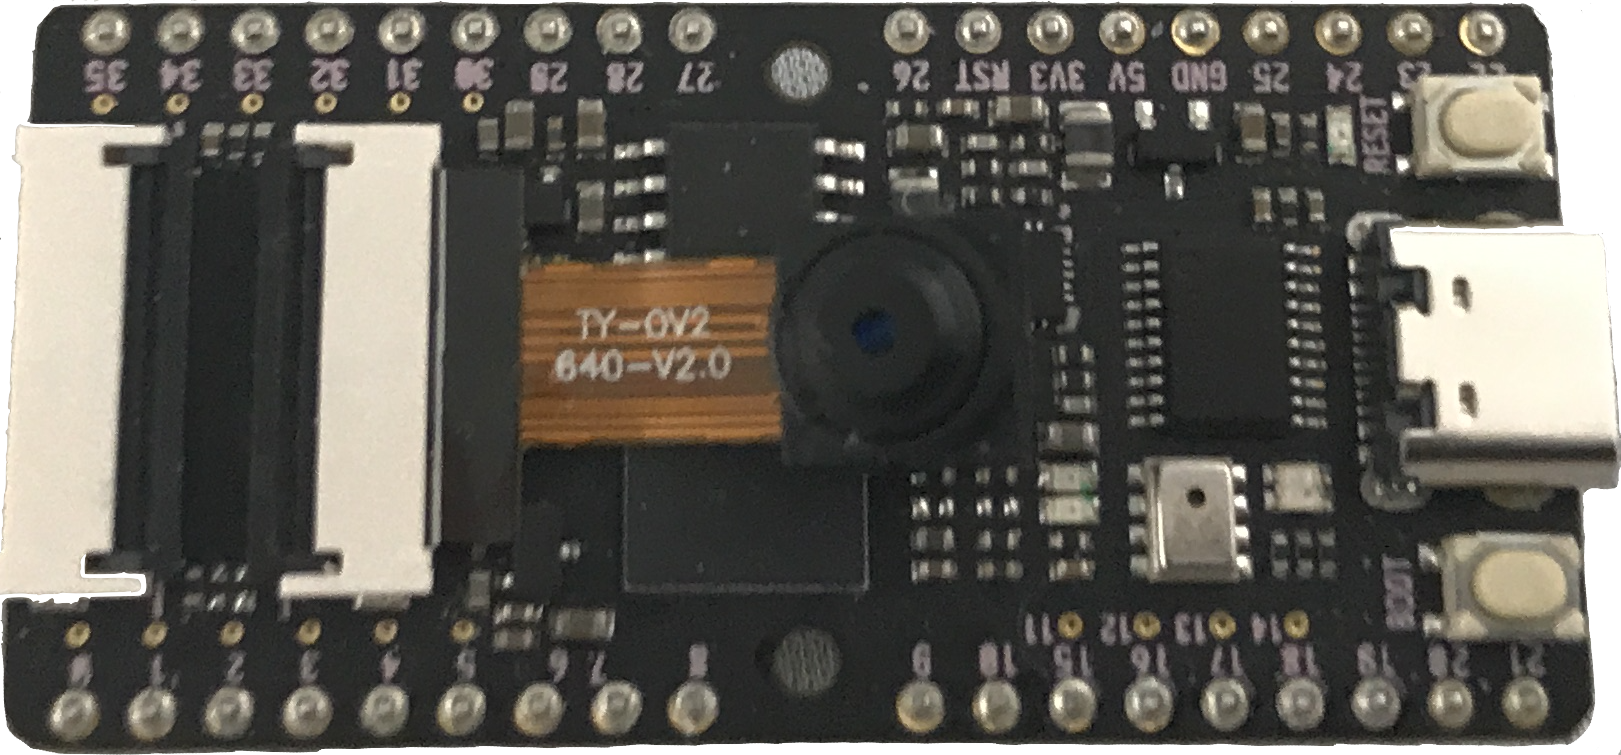 35 34 33 32 31 30 29 28 27 26 RST 3V3 5V GND 25 24 23
RESET
TY-OV2
640-V2.0
BOOT
11 12 13 14
0 1 2 3 4 5 6 7 8 9 10 15 16 17 18 19 20 21